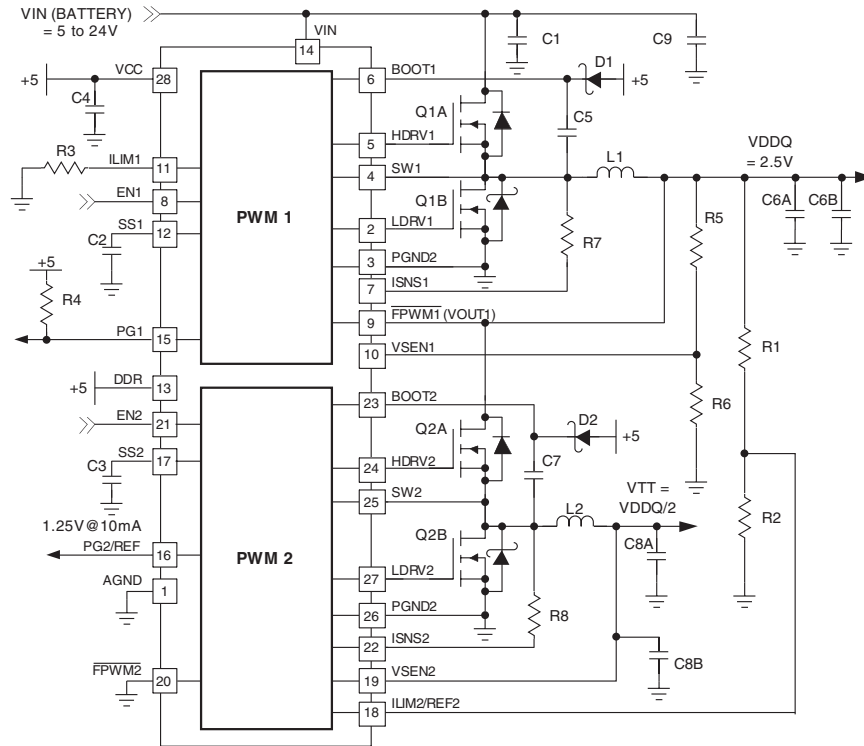 VIN (BATTERY)
= 5 to 24V
VIN
14
C1
C9
VCC
+5
28
C4
6
BOOT1
D1
+5
Q1A
C5
5
HDRV1
R3
ILIM1
11
4
SW1
L1
VDDQ
= 2.5V
EN1
8
Q1B
C6A
C6B
SS1
12
PWM 1
2
LDRV1
R5
C2
3
PGND2
R7
+5
7
ISNS1
R4
9
FPWM1 (VOUT1)
PG1
15
10
VSEN1
R1
DDR
+5
13
R6
23
BOOT2
D2
+5
EN2
21
Q2A
SS2
17
C7
C3
24
HDRV2
25
SW2
VTT =
VDDQ/2
L2
R2
1.25V@10mA
Q2B
C8A
PG2/REF
16
PWM 2
27
LDRV2
AGND
1
26
PGND2
R8
22
ISNS2
C8B
FPWM2
20
19
VSEN2
18
ILIM2/REF2